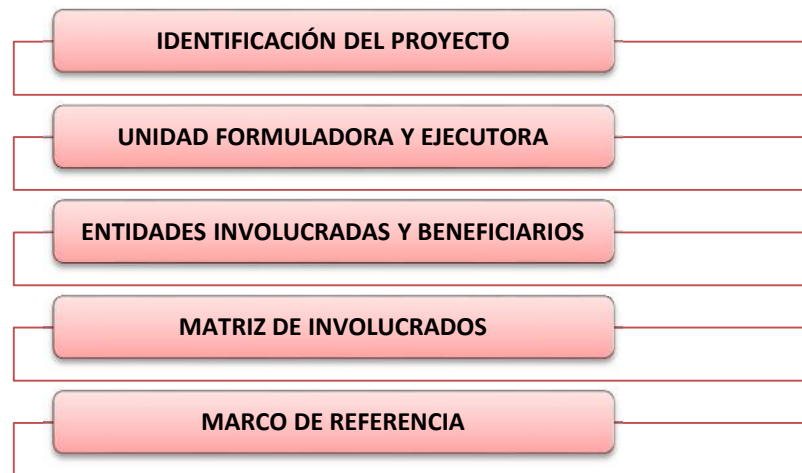 IDENTIFICACIÓN DEL PROYECTO
UNIDAD FORMULADORA Y EJECUTORA
ENTIDADES INVOLUCRADAS Y BENEFICIARIOS
MATRIZ DE INVOLUCRADOS
MARCO DE REFERENCIA